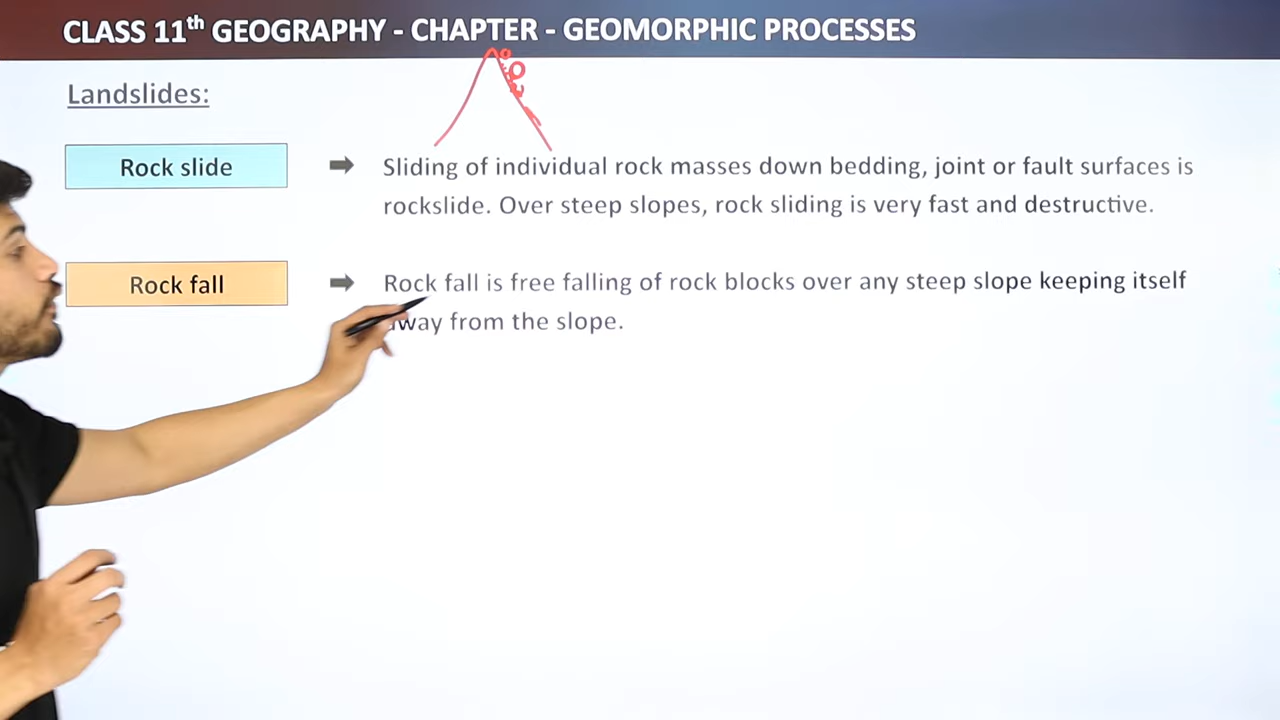 CLASS 11th GEOGRAPHY - CHAPTER - GEOMORPHIC PROCESSES
Landslides:
Rock slide
Sliding of individual rock masses down bedding, joint or fault surfaces is
rockslide. Over steep slopes, rock sliding is very fast and destructive.
Rock fall
Rock fall is free falling of rock blocks over any steep slope keeping itself
away from the slope.